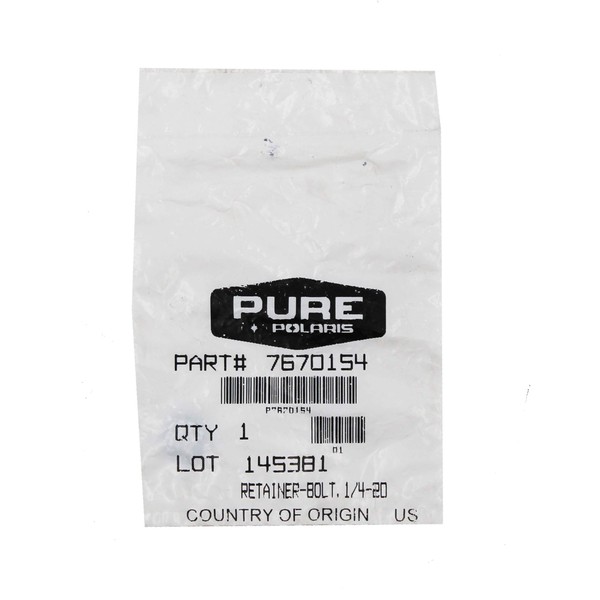 PURE
POLARIS
PART# 7670154
P7670154
QTY 1
01
LOT 145381
RETAINER-BOLT, 1/4-20
COUNTRY OF ORIGIN US